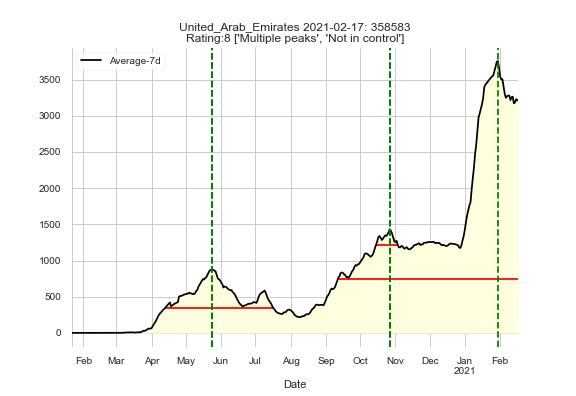 United_Arab_Emirates 2021-02-17: 358583
Rating:8 ['Multiple peaks', 'Not in control']
Average-7d
3500
3000
2500
2000
1500
1000
500
0
Feb Mar Apr May Jun Jul Aug Sep Oct Nov Dec Jan Feb
2021
Date